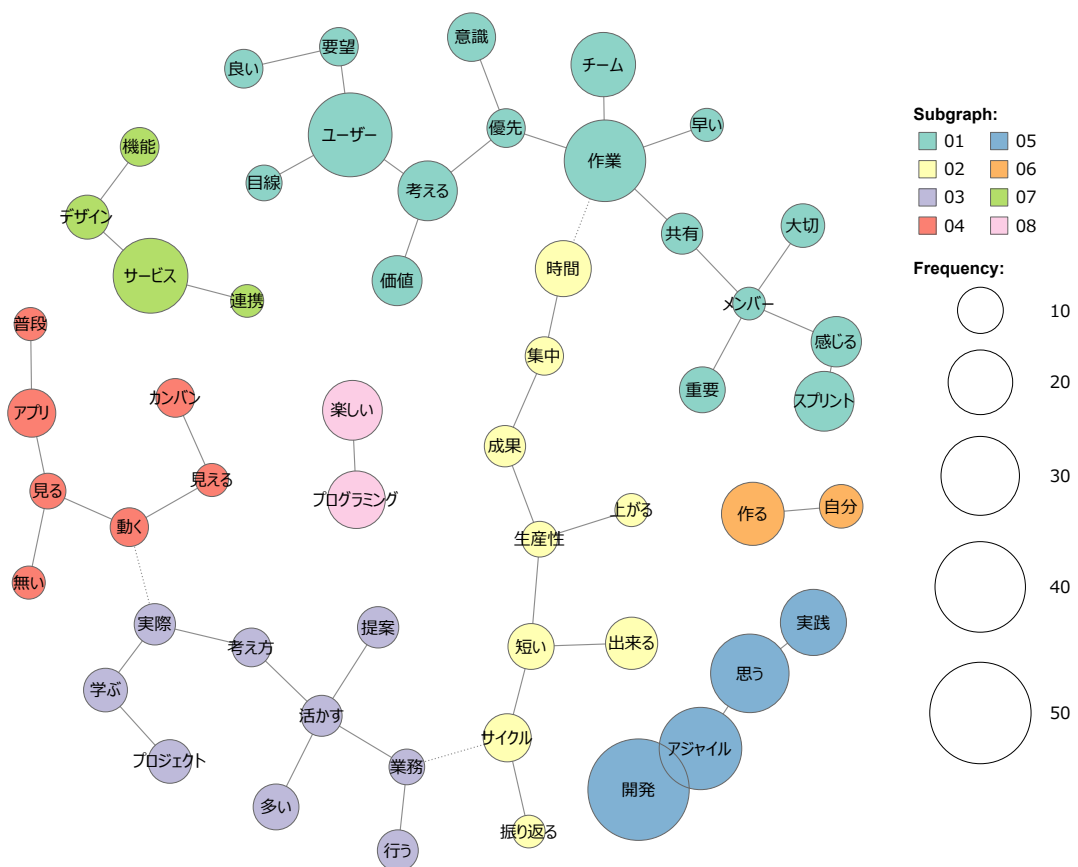 要望
良い
意識
チーム
ユーザー
優先
早い
作業
機能
目線
考える
デザイン
共有
大切
サービス
時間
価値
連携
メンバー
普段
感じる
集中
カンバン
重要
スプリント
アプリ
楽しい
成果
見る
見える
プログラミング
上がる
作る
自分
動く
生産性
無い
実際
提案
考え方
短い
出来る
実践
思う
学ぶ
活かす
サイクル
アジャイル
プロジェクト
業務
開発
多い
振り返る
行う
Subgraph:
01 05
02 06
03 07
04 08
Frequency:
10
20
30
40
50